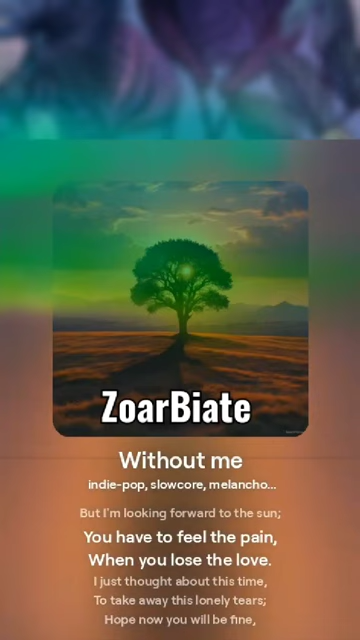 ZoarBiate
Without me
indie-pop, slowcore, melancho...
But I'm looking forward to the sun;
You have to feel the pain,
When you lose the love.
I just thought about this time,
To take away this lonely tears;
Hope now you will be fine,